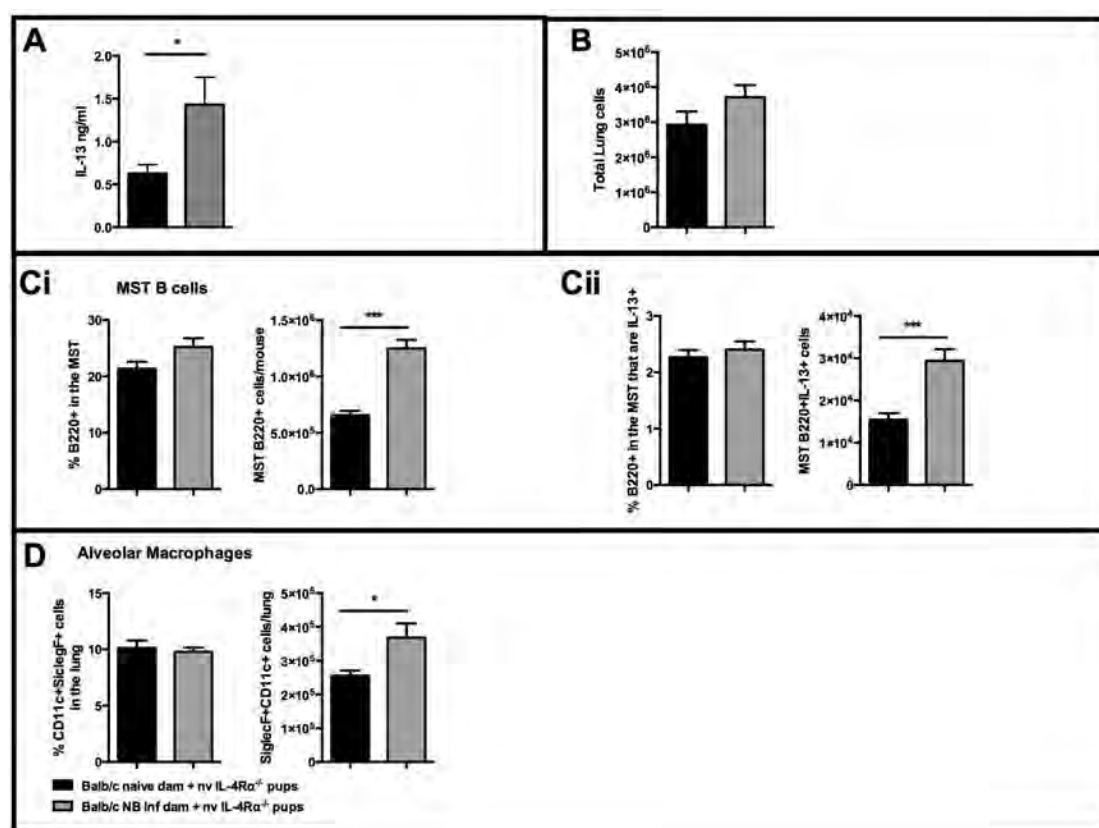 A
*
2.0
1.5
1.0
0.5
0.0
IL-13 ng/ml
B
5×10⁶
4×10⁶
3×10⁶
2×10⁶
1×10⁶
0
Total Lung cells
Ci
MST B cells
30
20
10
0
% B220+ in the MST
***
1.5×10⁶
1.0×10⁶
5.0×10⁵
0.0
MST B220+ cells/mouse
Cii
3
2
1
0
% B220+ in the MST that are IL-13+
***
4×10⁴
3×10⁴
2×10⁴
1×10⁴
0
MST B220+IL-13+ cells
D
Alveolar Macrophages
15
10
5
0
% CD11c+SiclegF+ cells
in the lung
*
5×10⁵
4×10⁵
3×10⁵
2×10⁵
1×10⁵
0
SiglecF+CD11c+ cells/lung
Balb/c naive dam + nv IL-4Rα⁻/⁻ pups
Balb/c NB Inf dam + nv IL-4Rα⁻/⁻ pups